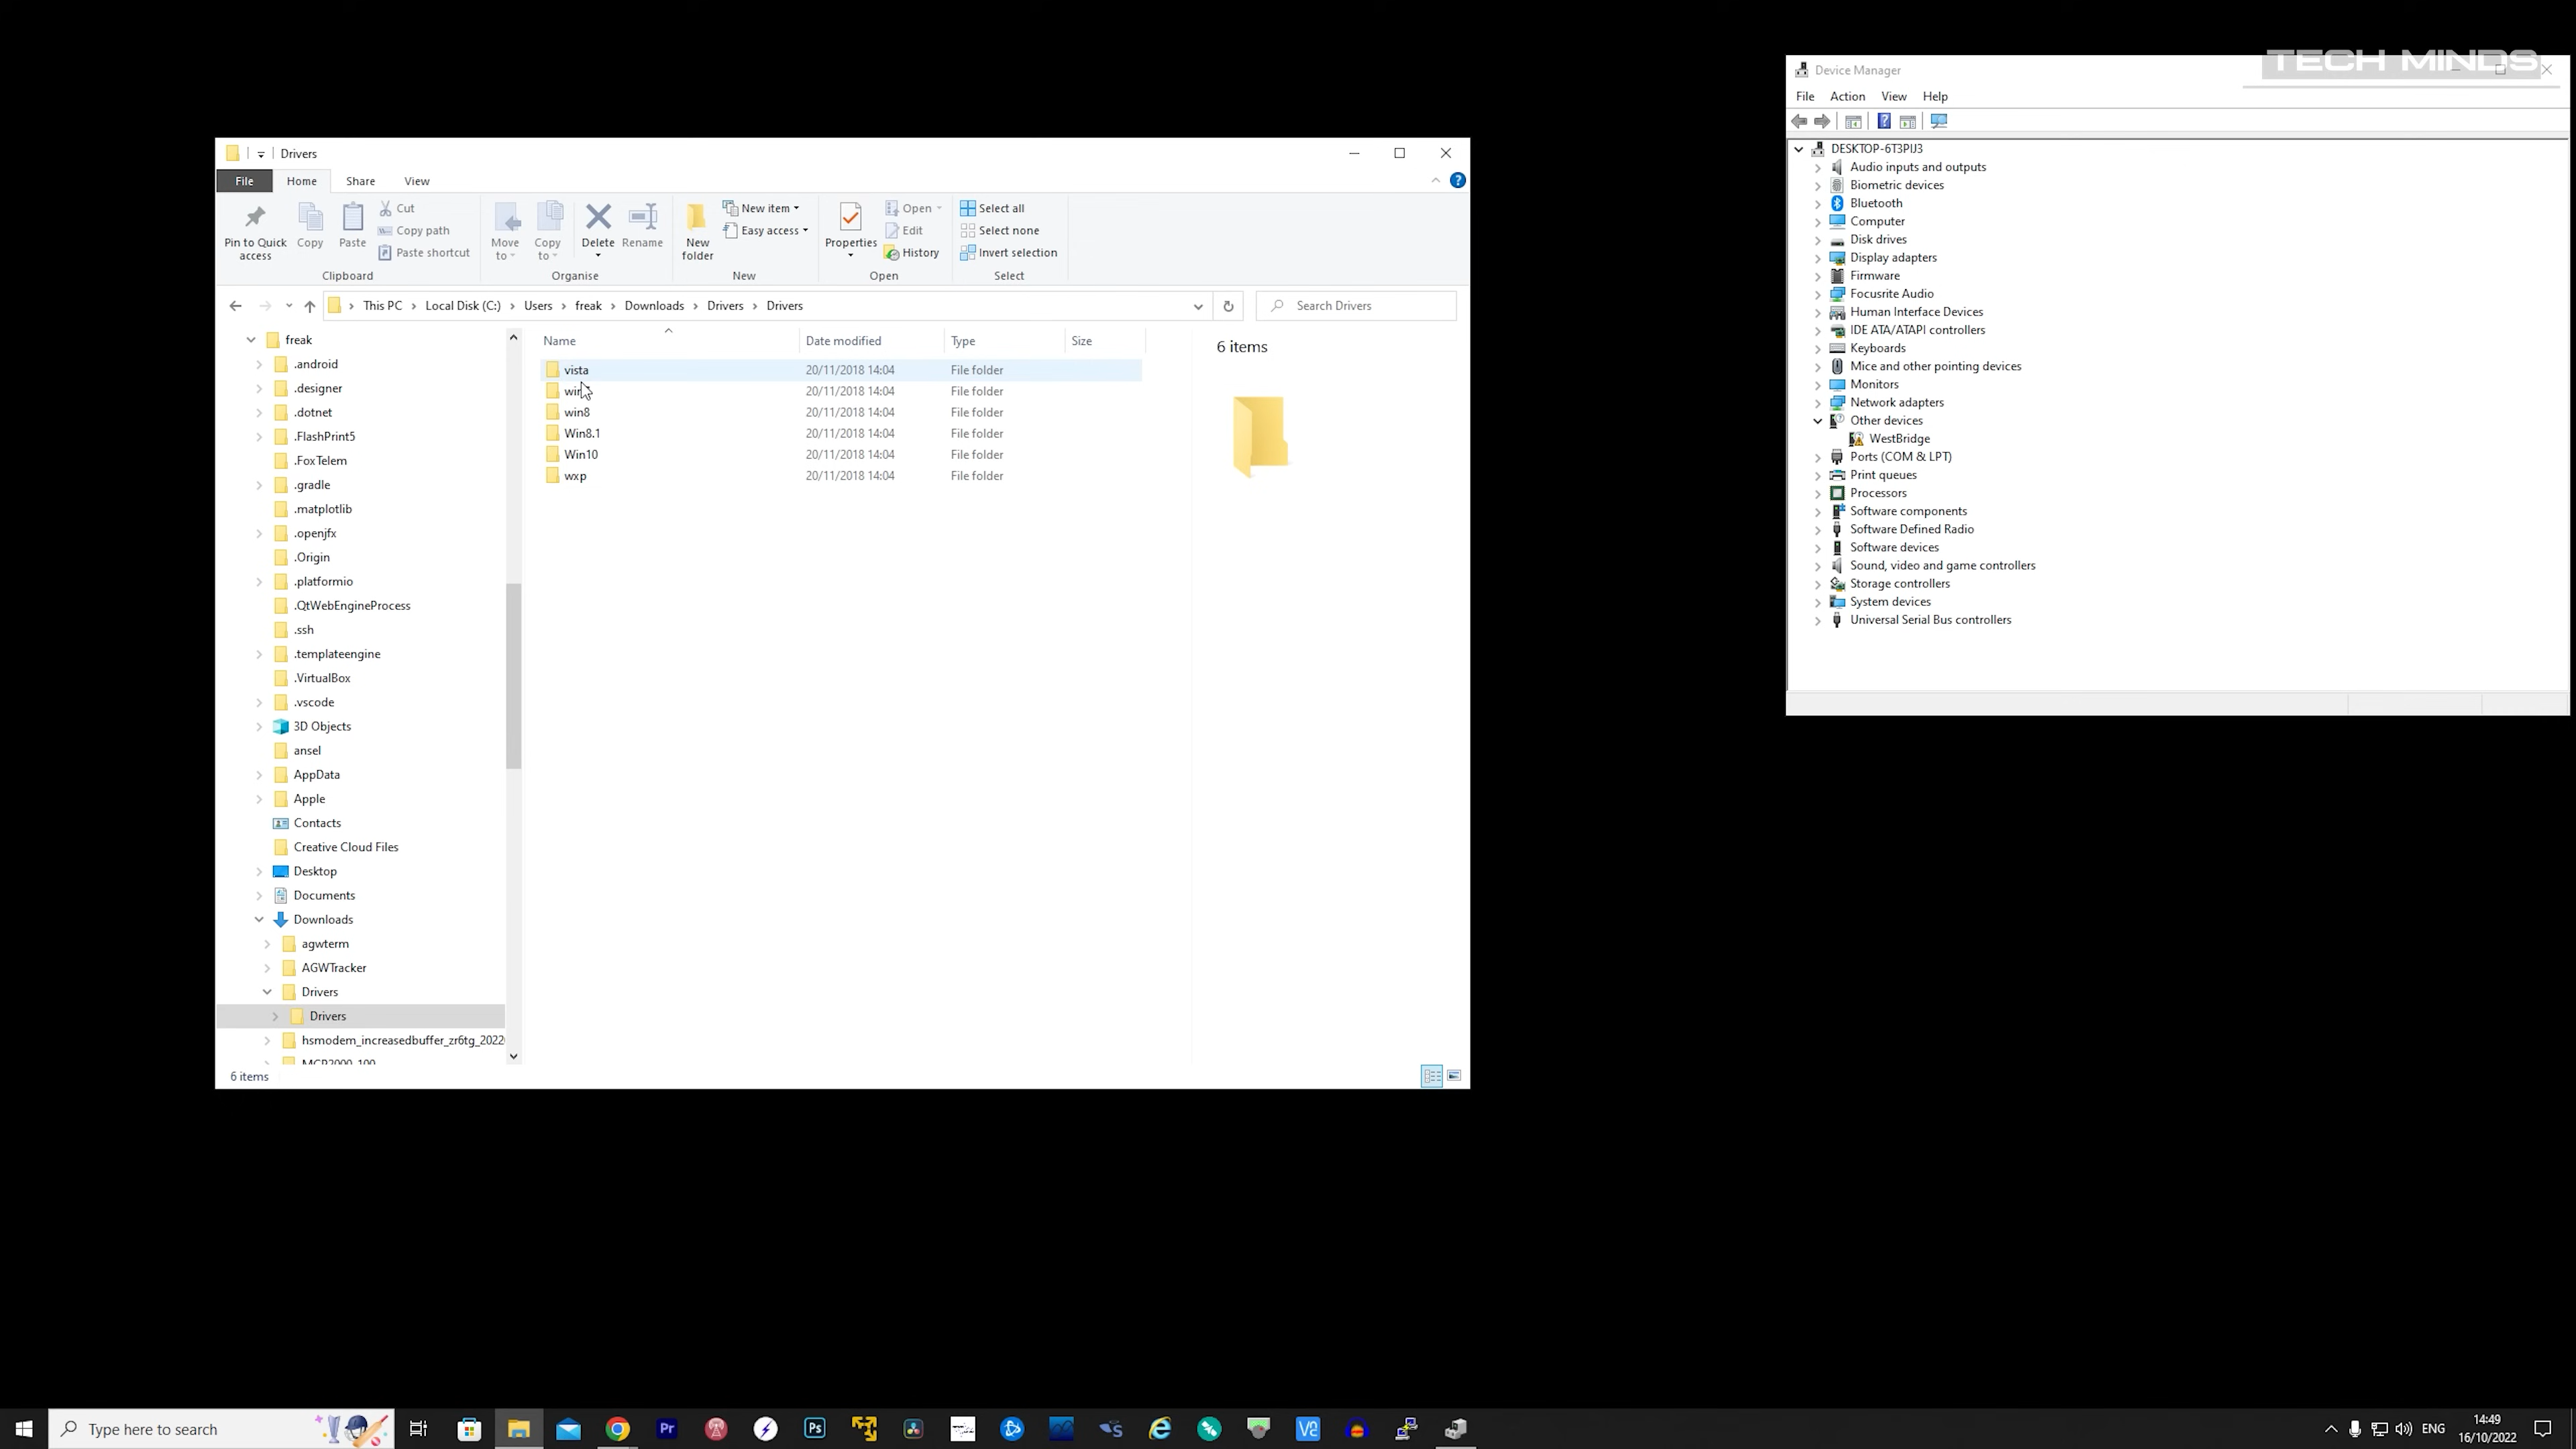 TECH MINDS
Device Manager
File Action View Help
DESKTOP-6T3PIJ3
Audio inputs and outputs
Biometric devices
Bluetooth
Computer
Disk drives
Display adapters
Firmware
Focusrite Audio
Human Interface Devices
IDE ATA/ATAPI controllers
Keyboards
Mice and other pointing devices
Monitors
Network adapters
Other devices
WestBridge
Ports (COM & LPT)
Print queues
Processors
Software components
Software Defined Radio
Software devices
Sound, video and game controllers
Storage controllers
System devices
Universal Serial Bus controllers
Drivers
File Home Share View
Pin to Quick access
Copy
Paste
Cut
Copy path
Paste shortcut
Clipboard
Move to
Copy to
Delete
Rename
Organise
New folder
New item
Easy access
New
Properties
Open
Edit
History
Open
Select all
Select none
Invert selection
Select
This PC > Local Disk (C:) > Users > freak > Downloads > Drivers > Drivers
Search Drivers
freak
.android
.designer
.dotnet
.FlashPrint5
.FoxTelem
.gradle
.matplotlib
.openjfx
.Origin
.platformio
.QtWebEngineProcess
.ssh
.templateengine
.VirtualBox
.vscode
3D Objects
ansel
AppData
Apple
Contacts
Creative Cloud Files
Desktop
Documents
Downloads
agwterm
AGWTracker
Drivers
Drivers
hsmodem_increasedbuffer_zr6tg_2022
Name Date modified Type Size
vista 20/11/2018 14:04 File folder
20/11/2018 14:04 File folder
win8 20/11/2018 14:04 File folder
Win8.1 20/11/2018 14:04 File folder
Win10 20/11/2018 14:04 File folder
wxp 20/11/2018 14:04 File folder
6 items
6 items
Type here to search
Pr
Ps
ENG
14:49
16/10/2022